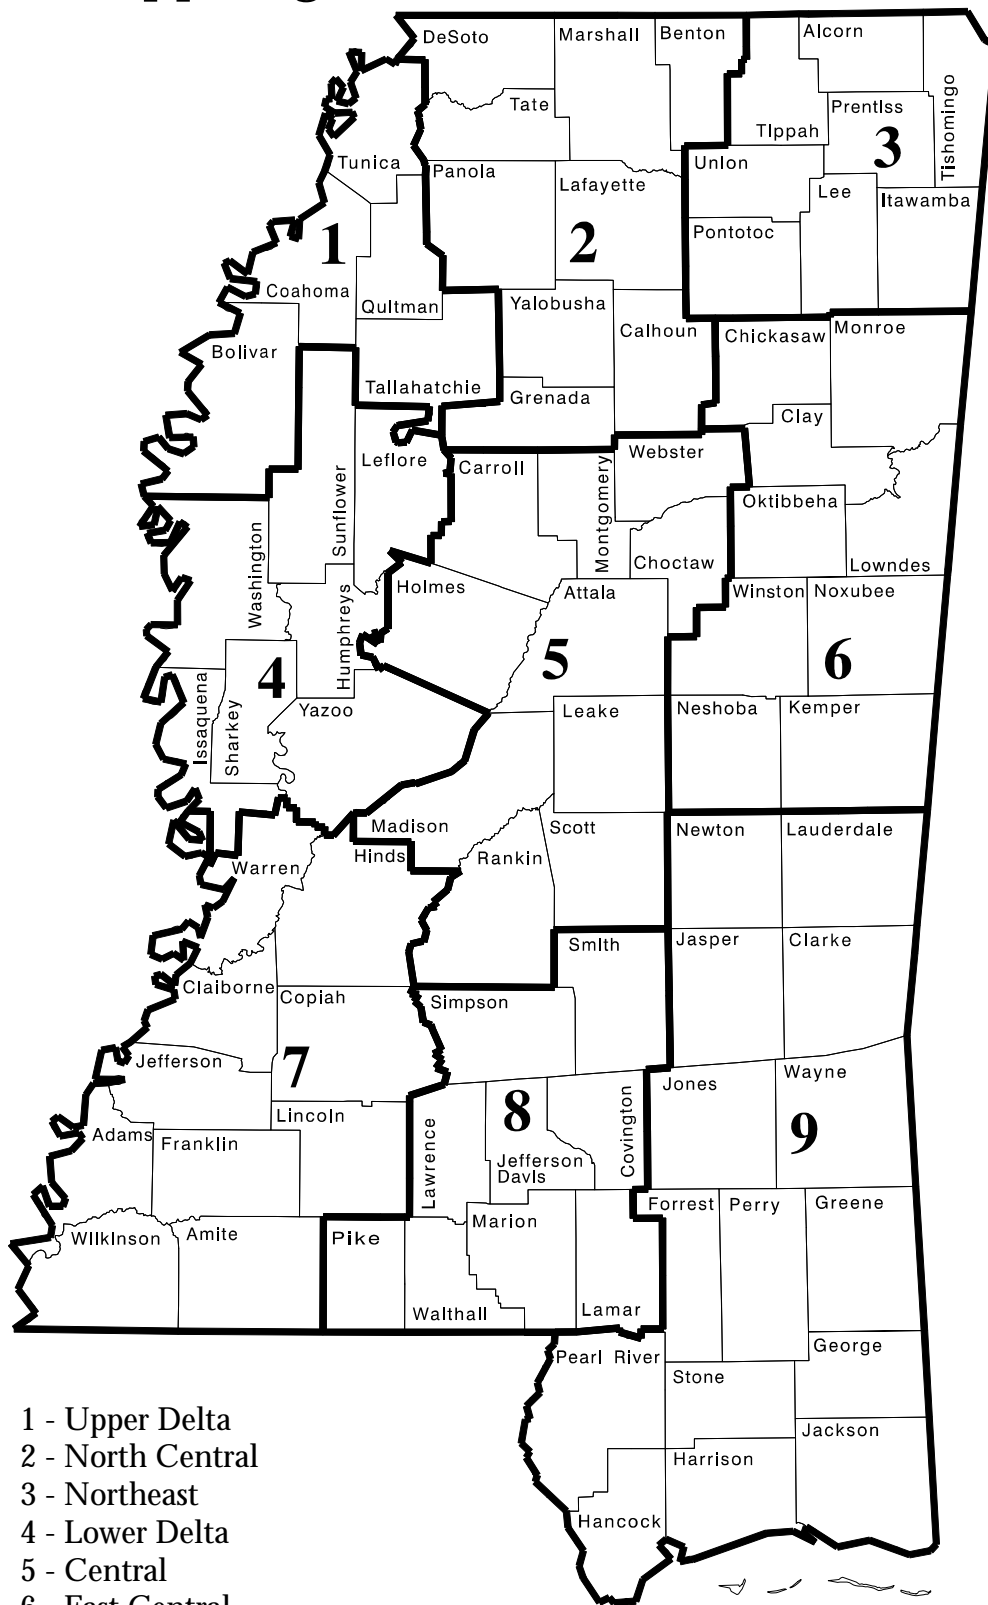 DeSoto
Marshall
Benton
Alcorn
Tishomingo
Tate
Prentiss
Tippah
3
Tunica
Panola
Lafayette
Union
Lee
Itawamba
1
2
Pontotoc
Coahoma
Quitman
Yalobusha
Calhoun
Chickasaw
Monroe
Bolivar
Tallahatchie
Grenada
Clay
Leflore
Carroll
Webster
Sunflower
Montgomery
Oktibbeha
Washington
Choctaw
Lowndes
Holmes
Attala
Winston
Noxubee
Humphreys
4
5
6
Issaquena
Sharkey
Yazoo
Leake
Neshoba
Kemper
Madison
Scott
Newton
Lauderdale
Hinds
Rankin
Warren
Smith
Jasper
Clarke
Claiborne
Copiah
Simpson
Jefferson
7
Jones
Wayne
Lincoln
8
9
Adams
Franklin
Lawrence
Jefferson
Davis
Covington
Forrest
Perry
Greene
Wilkinson
Amite
Pike
Marion
Walthall
Lamar
Pearl River
George
Stone
Jackson
Harrison
Hancock
1 - Upper Delta
2 - North Central
3 - Northeast
4 - Lower Delta
5 - Central
6 - East Central